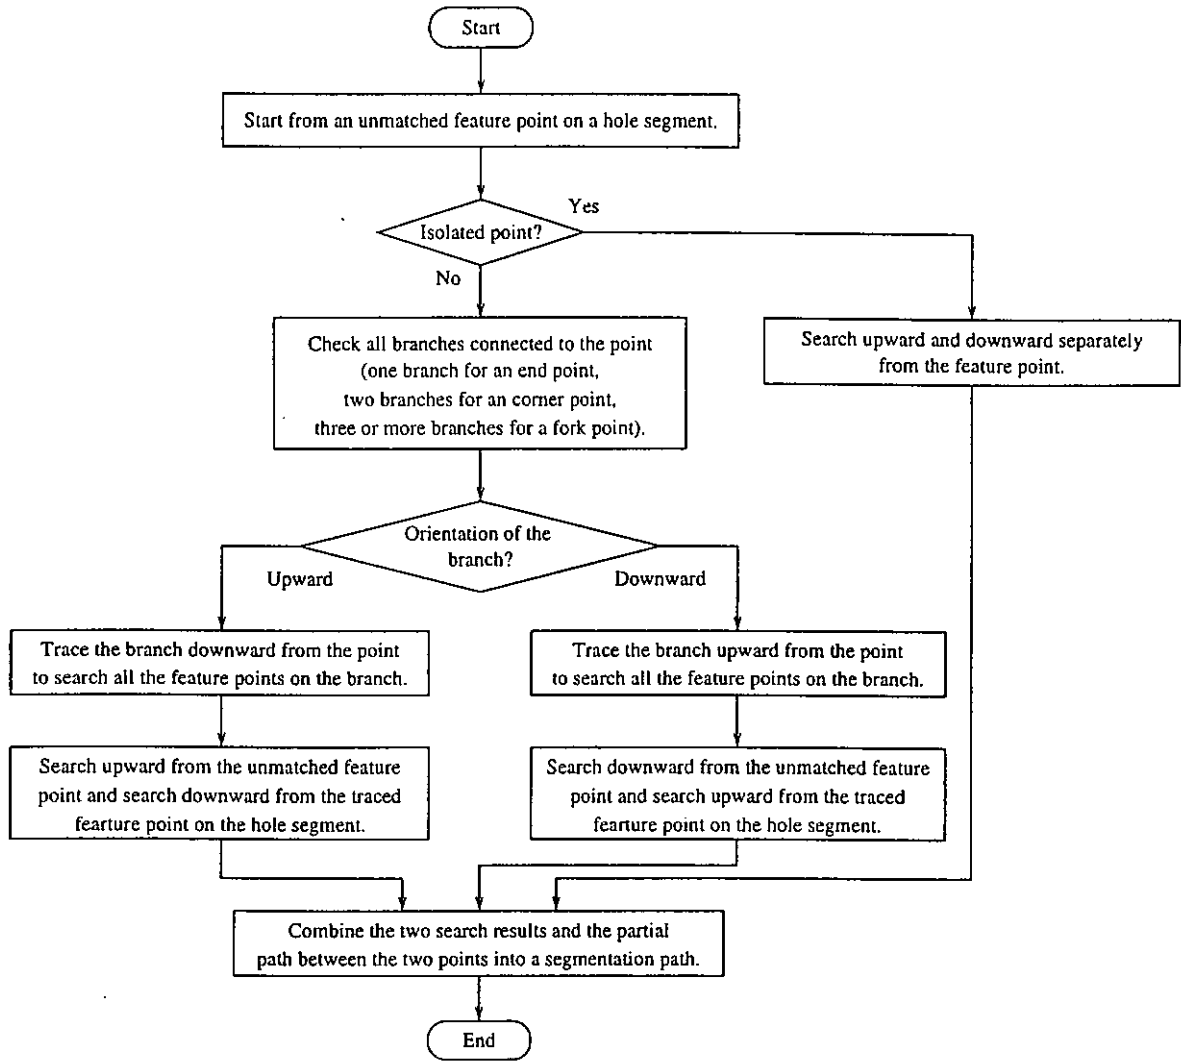 Start
Start from an unmatched feature point on a hole segment.
Isolated point?
Yes
No
Check all branches connected to the point
(one branch for an end point,
two branches for an corner point,
three or more branches for a fork point).
Search upward and downward separately
from the feature point.
Orientation of the
branch?
Upward
Downward
Trace the branch downward from the point
to search all the feature points on the branch.
Trace the branch upward from the point
to search all the feature points on the branch.
Search upward from the unmatched feature
point and search downward from the traced
fearture point on the hole segment.
Search downward from the unmatched feature
point and search upward from the traced
fearture point on the hole segment.
Combine the two search results and the partial
path between the two points into a segmentation path.
End